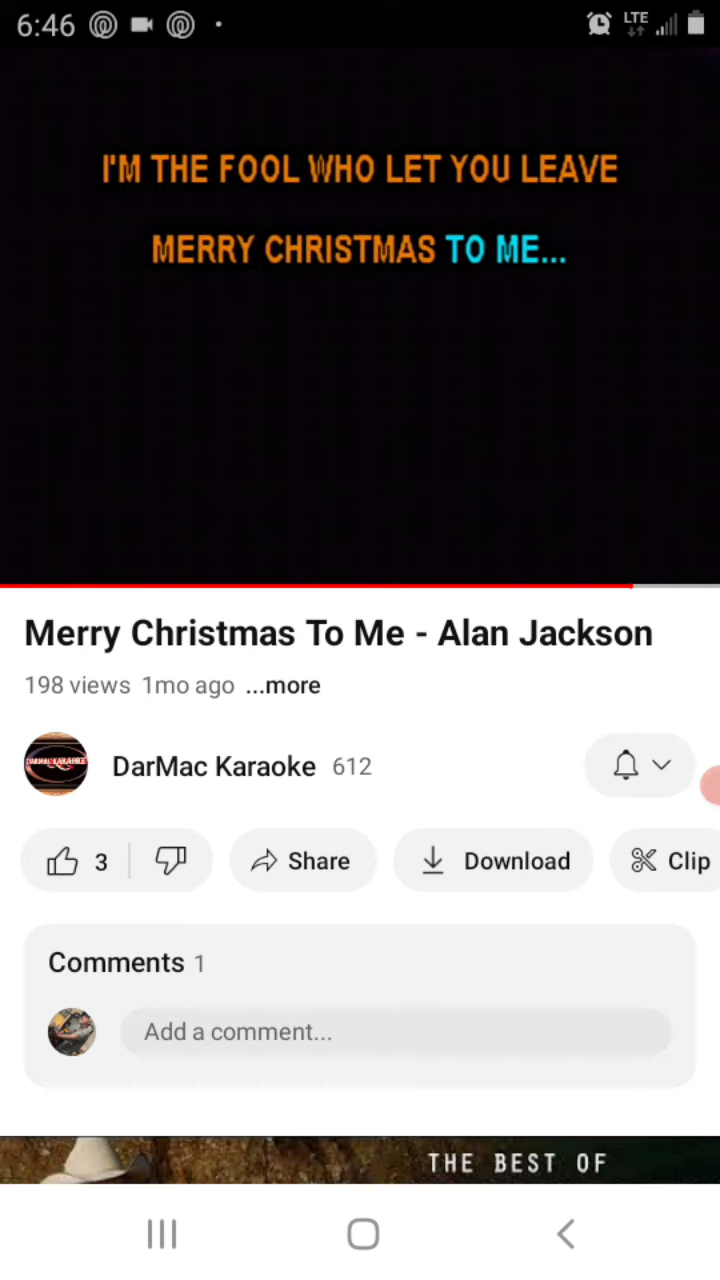 6:46 LTE
I'M THE FOOL WHO LET YOU LEAVE
MERRY CHRISTMAS TO ME...
Merry Christmas To Me - Alan Jackson
198 views 1mo ago ...more
DARMAC KARAOKE
DarMac Karaoke 612
3 Share Download Clip
Comments 1
Add a comment...
THE BEST OF